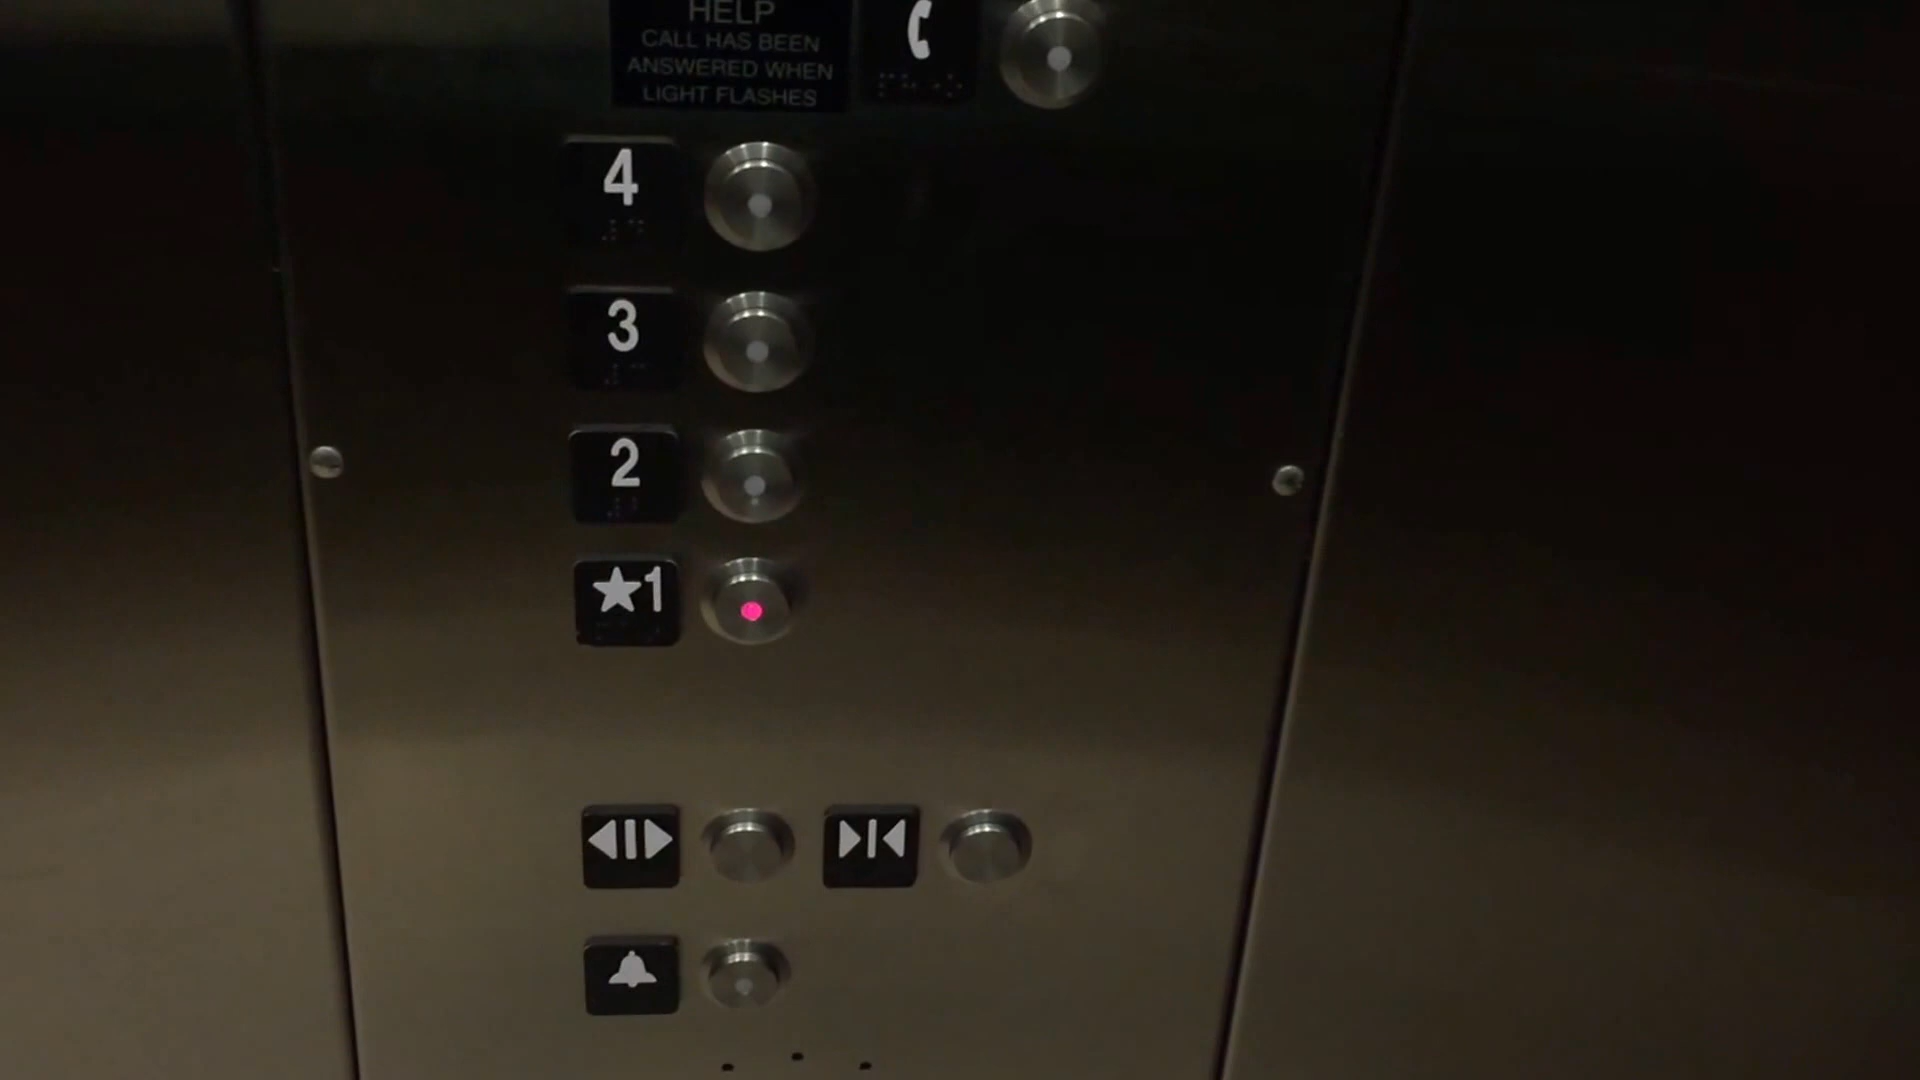 HELP
CALL HAS BEEN
ANSWERED WHEN
LIGHT FLASHES
4
3
2
★1